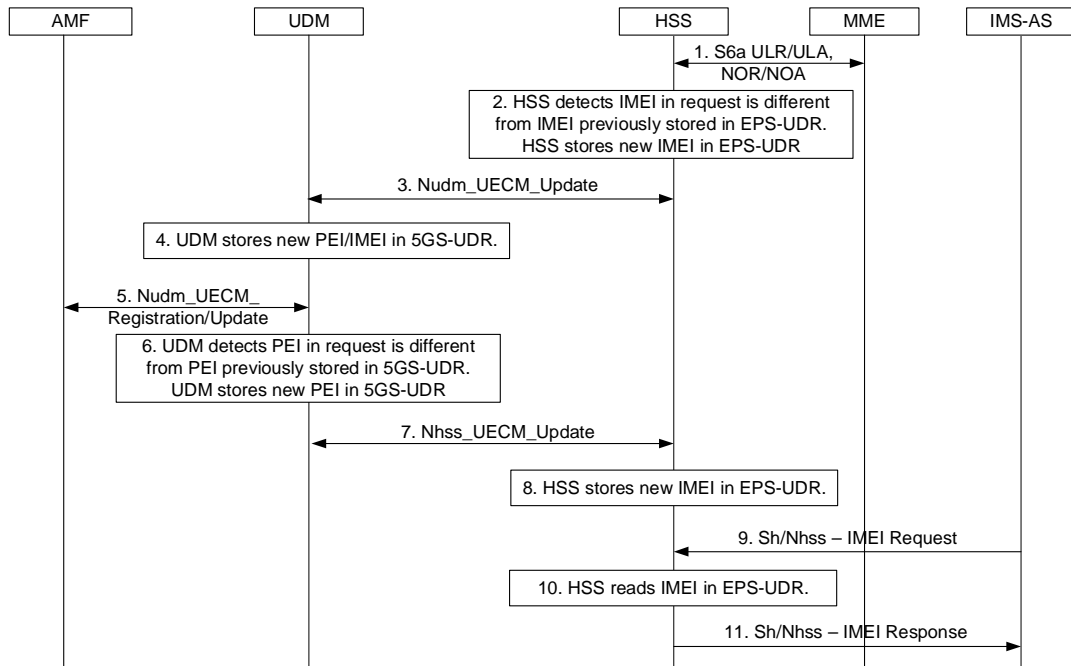 AMF
UDM
HSS
MME
IMS-AS
1. S6a ULR/ULA,
NOR/NOA
2. HSS detects IMEI in request is different
from IMEI previously stored in EPS-UDR.
HSS stores new IMEI in EPS-UDR
3. Nudm_UECM_Update
4. UDM stores new PEI/IMEI in 5GS-UDR.
5. Nudm_UECM_
Registration/Update
6. UDM detects PEI in request is different
from PEI previously stored in 5GS-UDR.
UDM stores new PEI in 5GS-UDR
7. Nhss_UECM_Update
8. HSS stores new IMEI in EPS-UDR.
9. Sh/Nhss – IMEI Request
10. HSS reads IMEI in EPS-UDR.
11. Sh/Nhss – IMEI Response